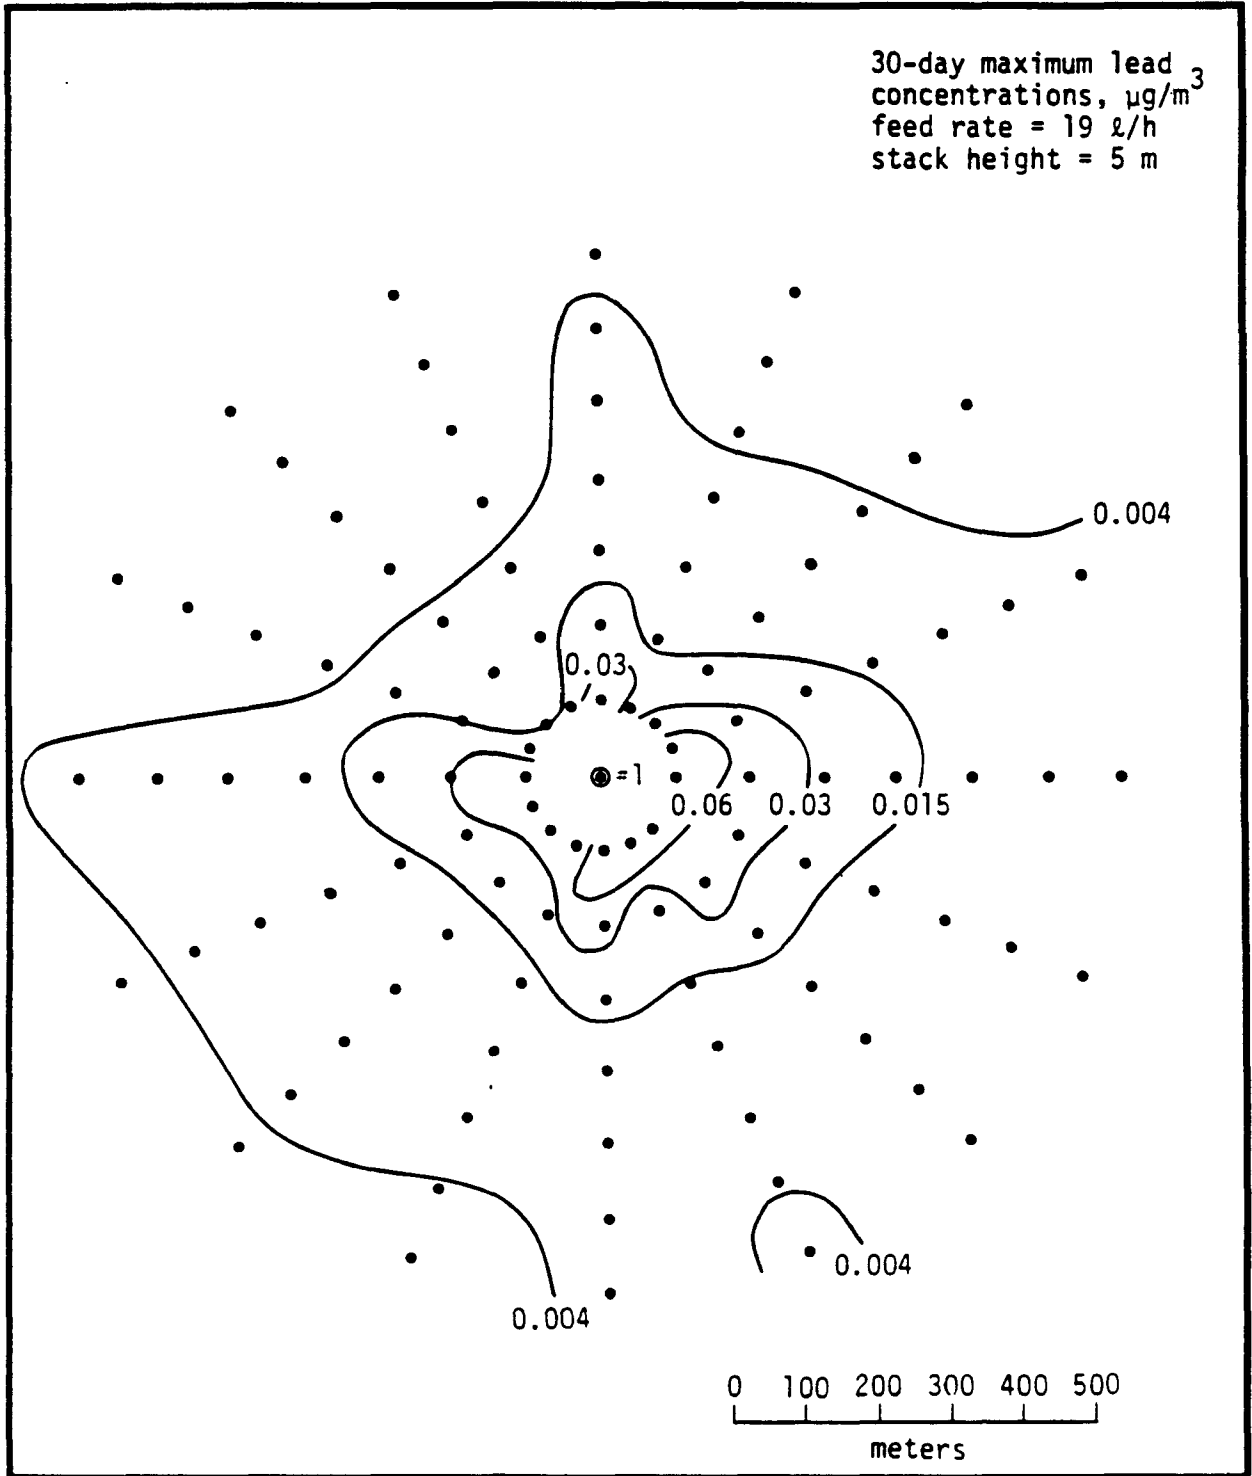 30-day maximum lead
concentrations, μg/m³
feed rate = 19 ℓ/h
stack height = 5 m
0.004
0.03
=1
0.06 0.03 0.015
0.004
0.004
0 100 200 300 400 500
meters